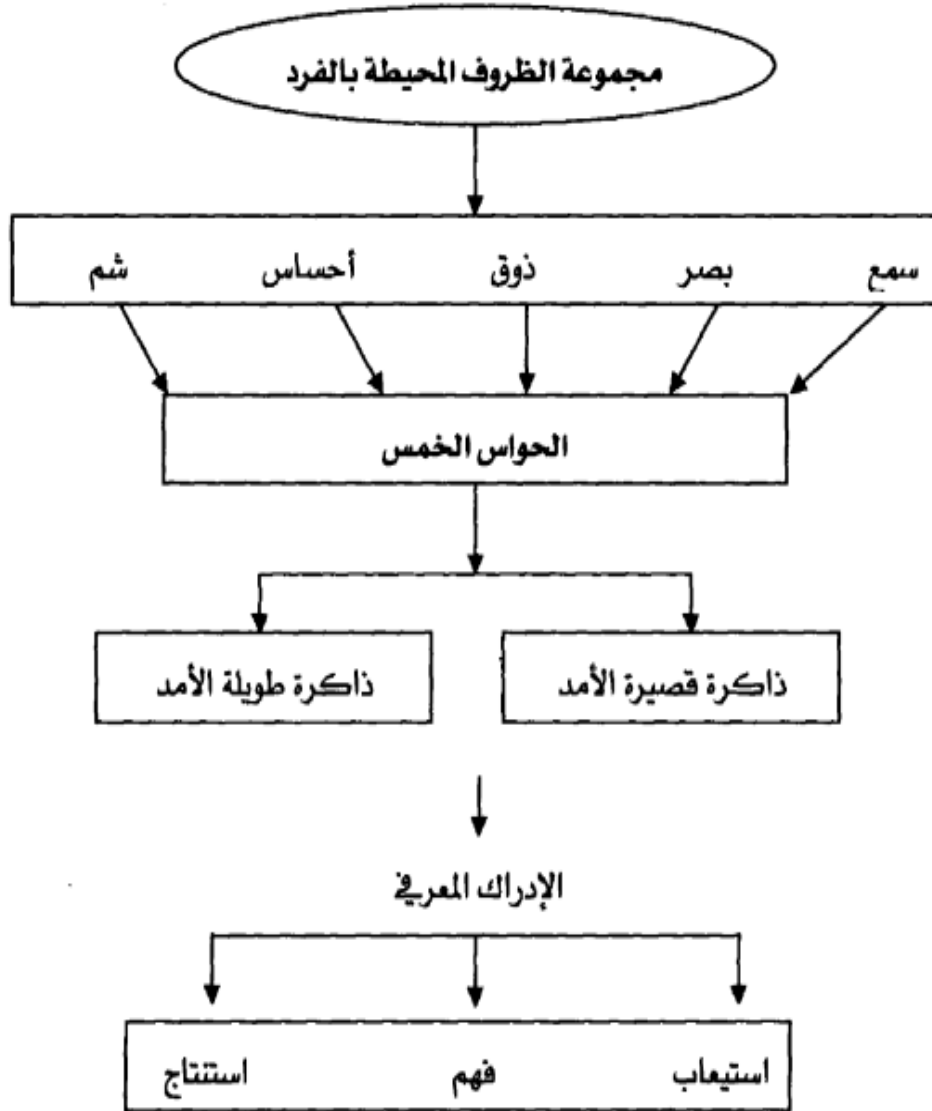 مجموعة الظروف المحيطة بالفرد
سمع بصر ذوق أحساس شم
الحواس الخمس
ذاكرة قصيرة الأمد ذاكرة طويلة الأمد
الإدراك المعرفي
استيعاب فهم استنتاج